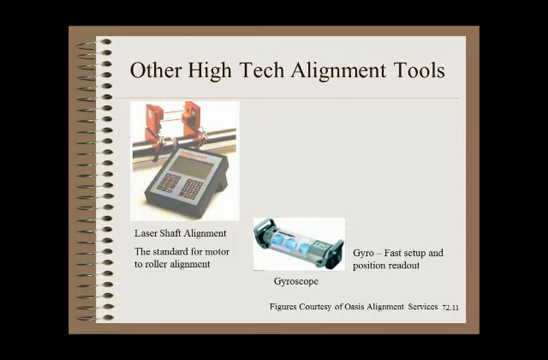 Other High Tech Alignment Tools
Laser Shaft Alignment
The standard for motor
to roller alignment
Gyro – Fast setup and
position readout
Gyroscope
Figures Courtesy of Oasis Alignment Services 72.11